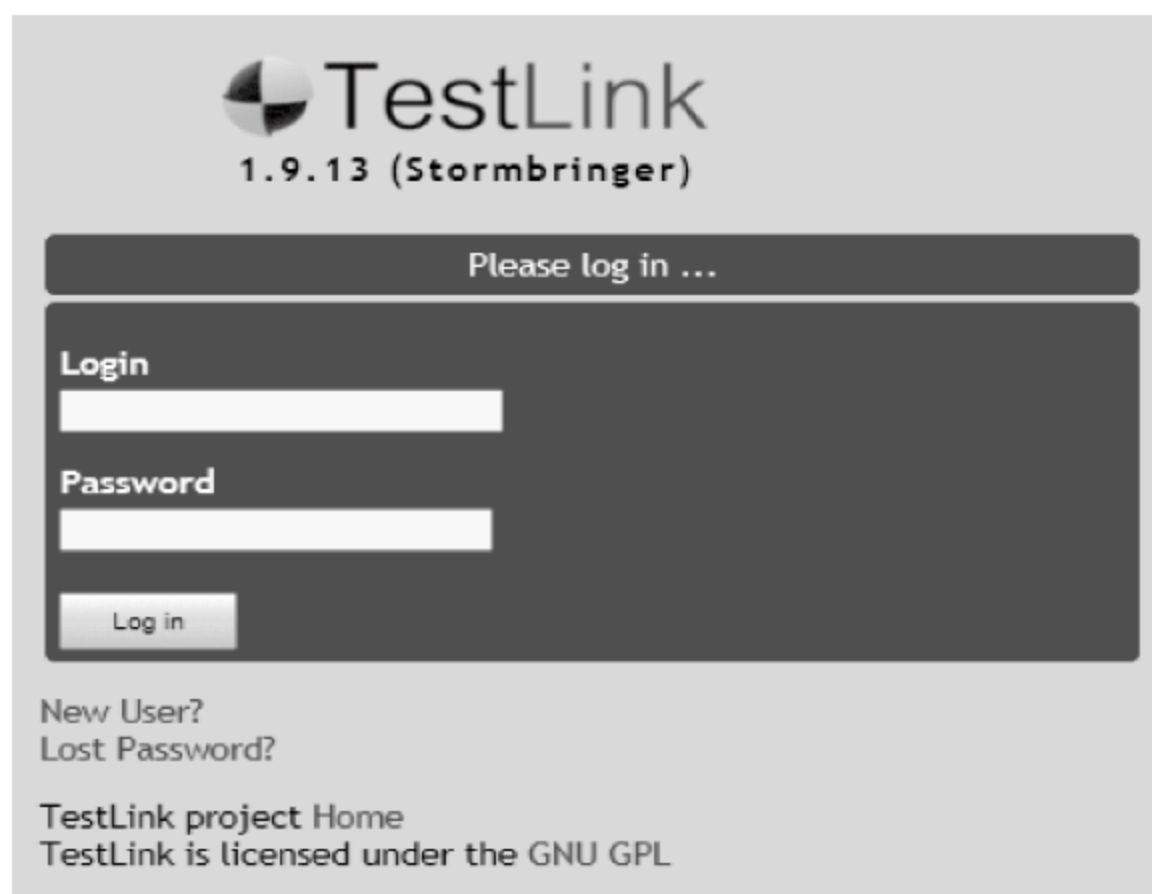 TestLink
1.9.13 (Stormbringer)
Please log in ...
Login
Password
Log in
New User?
Lost Password?
TestLink project Home
TestLink is licensed under the GNU GPL